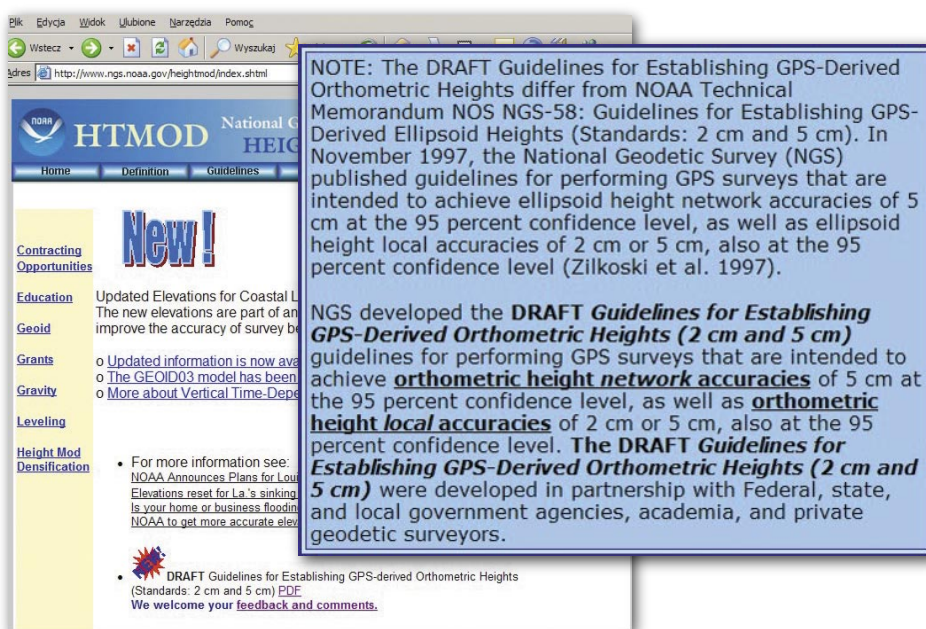 Plik Edycja Widok Ulubione Narzędzia Pomoc
Wstecz Wyszukaj
Adres http://www.ngs.noaa.gov/heightmod/index.shtml
NOAA
HTMOD National
HEIG
Home Definition Guidelines
New!
Contracting
Opportunities
Education
Geoid
Grants
Gravity
Leveling
Height Mod
Densification
Updated Elevations for Coastal L
The new elevations are part of an
improve the accuracy of survey be
o Updated information is now ava
o The GEOID03 model has been
o More about Vertical Time-Depe
• For more information see:
NOAA Announces Plans for Loui
Elevations reset for La.'s sinking
Is your home or business floodin
NOAA to get more accurate elev
• DRAFT Guidelines for Establishing GPS-derived Orthometric Heights
(Standards: 2 cm and 5 cm) PDF
We welcome your feedback and comments.
NOTE: The DRAFT Guidelines for Establishing GPS-Derived
Orthometric Heights differ from NOAA Technical
Memorandum NOS NGS-58: Guidelines for Establishing GPS-
Derived Ellipsoid Heights (Standards: 2 cm and 5 cm). In
November 1997, the National Geodetic Survey (NGS)
published guidelines for performing GPS surveys that are
intended to achieve ellipsoid height network accuracies of 5
cm at the 95 percent confidence level, as well as ellipsoid
height local accuracies of 2 cm or 5 cm, also at the 95
percent confidence level (Zilkoski et al. 1997).
NGS developed the DRAFT Guidelines for Establishing
GPS-Derived Orthometric Heights (2 cm and 5 cm)
guidelines for performing GPS surveys that are intended to
achieve orthometric height network accuracies of 5 cm at
the 95 percent confidence level, as well as orthometric
height local accuracies of 2 cm or 5 cm, also at the 95
percent confidence level. The DRAFT Guidelines for
Establishing GPS-Derived Orthometric Heights (2 cm and
5 cm) were developed in partnership with Federal, state,
and local government agencies, academia, and private
geodetic surveyors.